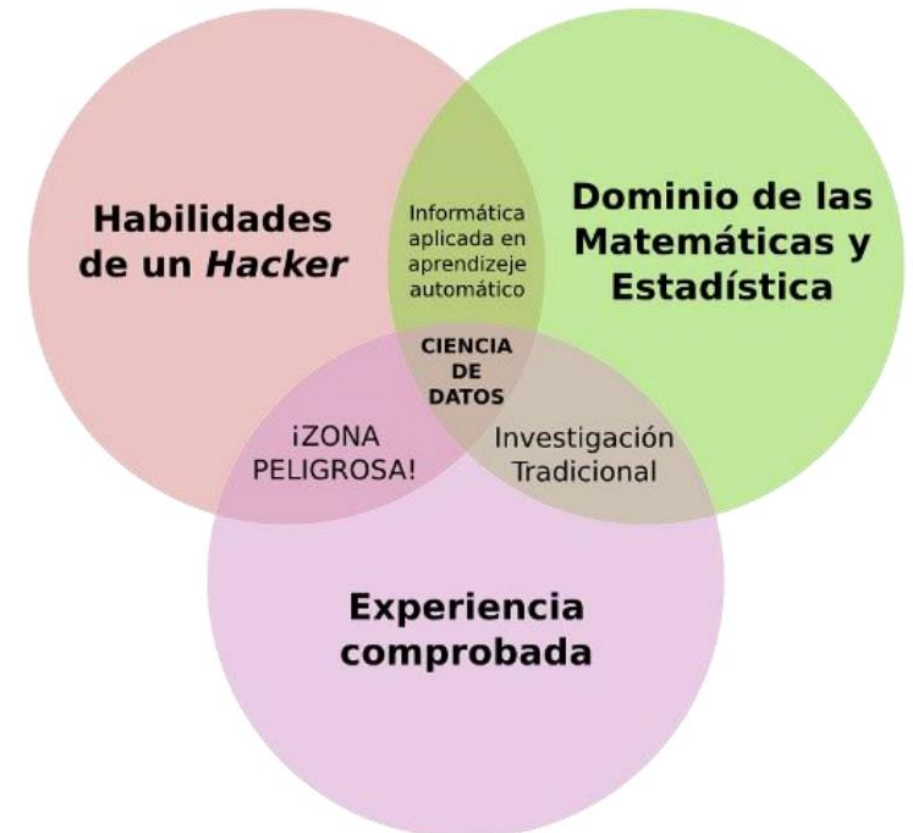 Habilidades
de un Hacker
Informática
aplicada en
aprendizeje
automático
Dominio de las
Matemáticas y
Estadística
CIENCIA
DE
DATOS
¡ZONA
PELIGROSA!
Investigación
Tradicional
Experiencia
comprobada